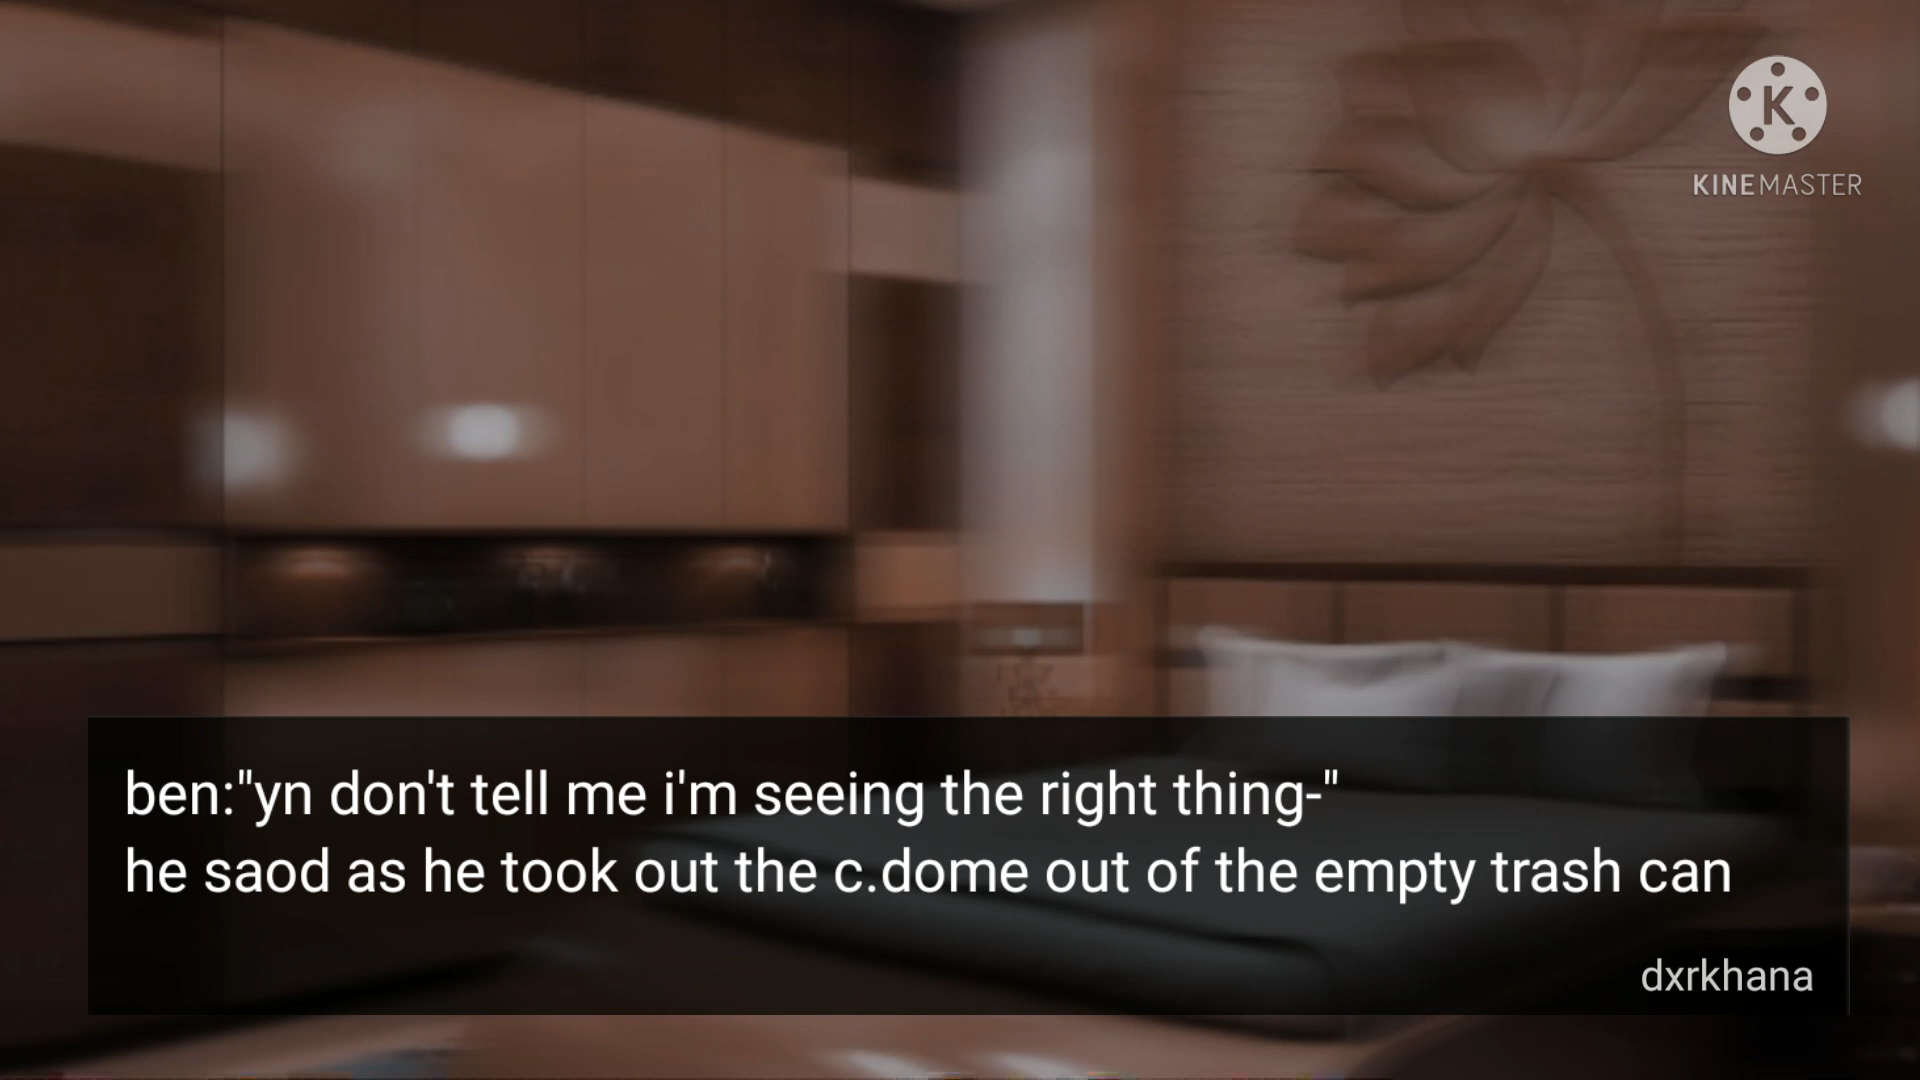 K
KINEMASTER
ben:"yn don't tell me i'm seeing the right thing-"
he saod as he took out the c.dome out of the empty trash can
dxrkhana